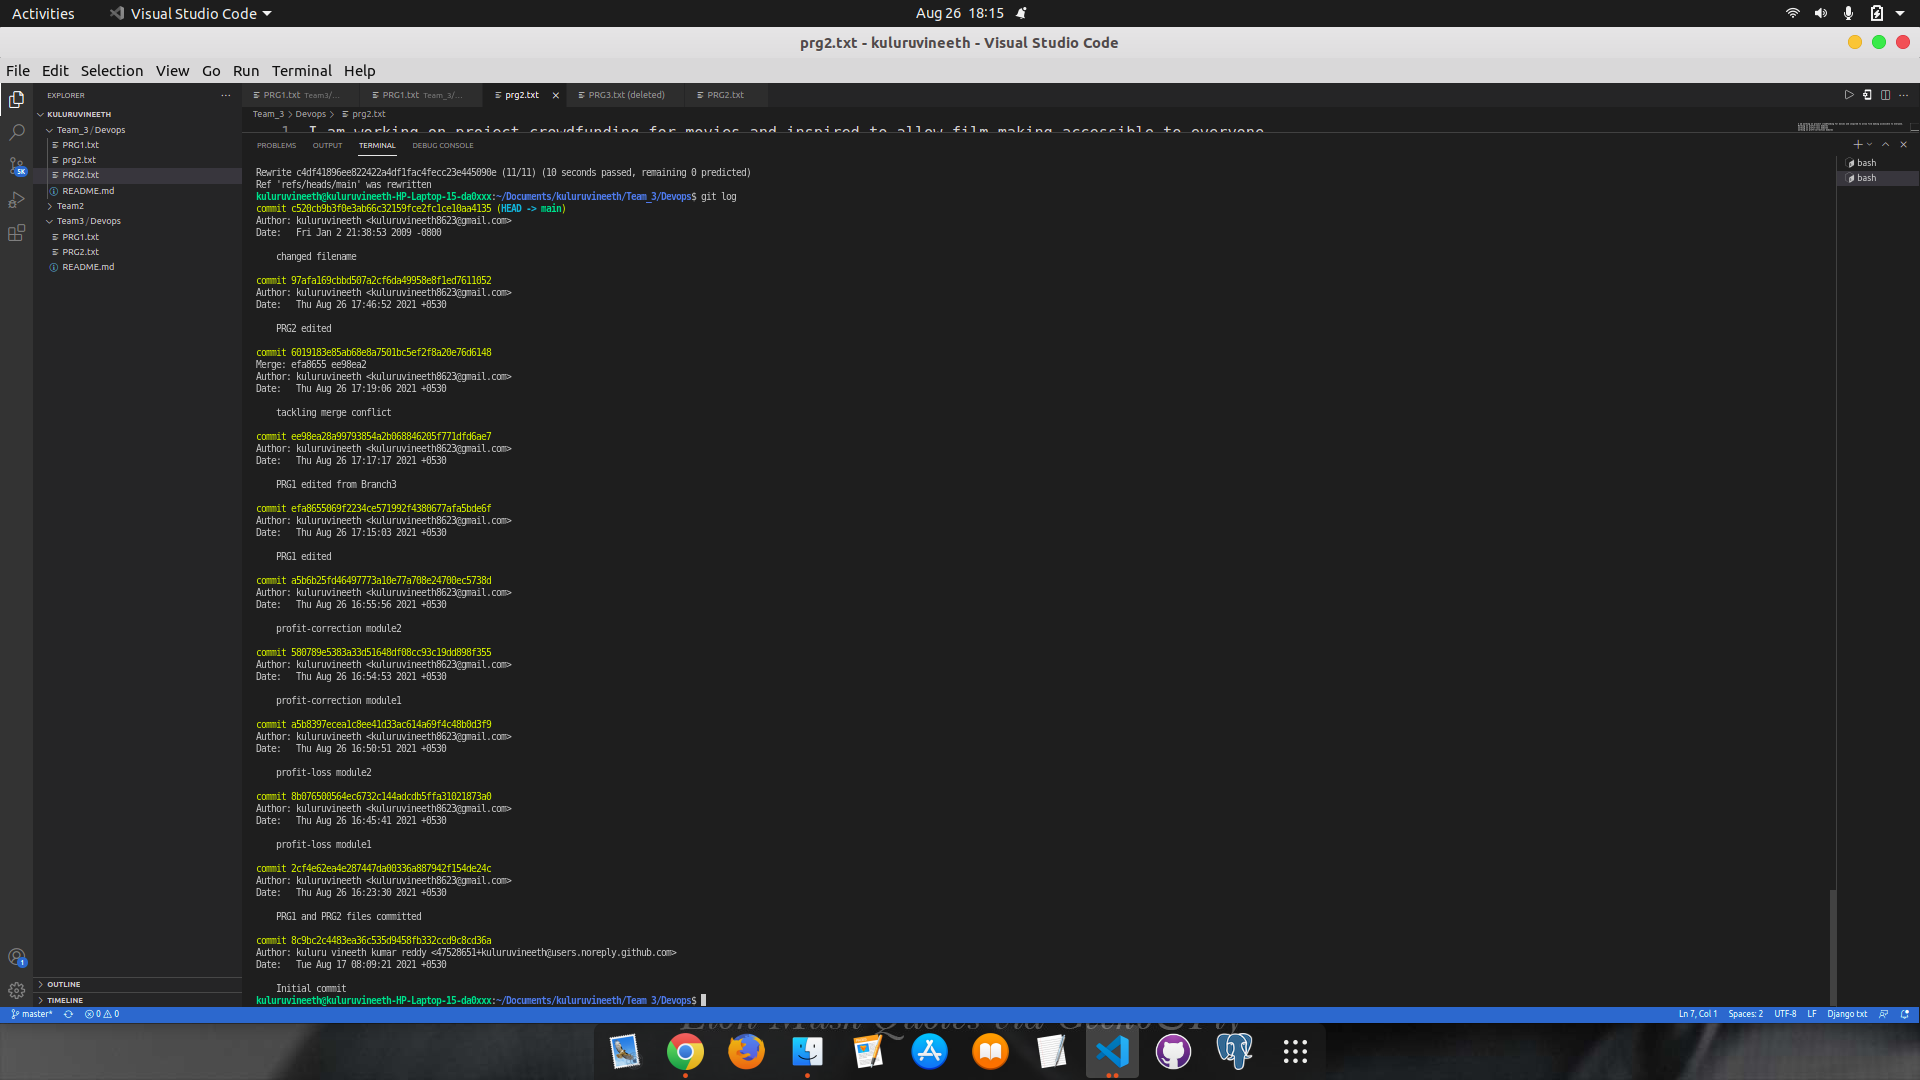 Activities
Visual Studio Code
Aug 26 18:15
prg2.txt - kuluruvineeth - Visual Studio Code
File Edit Selection View Go Run Terminal Help
EXPLORER
KULURUVINEETH
Team_3 / Devops
PRG1.txt
prg2.txt
PRG2.txt
README.md
Team2
Team3 / Devops
PRG1.txt
PRG2.txt
README.md
OUTLINE
TIMELINE
PRG1.txt Team3/...
PRG1.txt Team_3/...
prg2.txt
PRG3.txt (deleted)
PRG2.txt
Team_3 > Devops > prg2.txt
1 I am working on project crowdfunding for movies and inspired to allow film making accessible to everyone
PROBLEMS OUTPUT TERMINAL DEBUG CONSOLE
bash
bash
Rewrite c4df41896ee822422a4df1fac4fecc23e445090e (11/11) (10 seconds passed, remaining 0 predicted)
Ref 'refs/heads/main' was rewritten
kuluruvineeth@kuluruvineeth-HP-Laptop-15-da0xxx:~/Documents/kuluruvineeth/Team_3/Devops$ git log
commit c520cb9b3f0e3ab66c32159fce2fc1ce10aa4135 (HEAD -> main)
Author: kuluruvineeth <kuluruvineeth8623@gmail.com>
Date: Fri Jan 2 21:38:53 2009 -0800
changed filename
commit 97afa169cbbd507a2cf6da49958e8f1ed7611052
Author: kuluruvineeth <kuluruvineeth8623@gmail.com>
Date: Thu Aug 26 17:46:52 2021 +0530
PRG2 edited
commit 6019183e85ab68e8a7501bc5ef2f8a20e76d6148
Merge: efa8655 ee98ea2
Author: kuluruvineeth <kuluruvineeth8623@gmail.com>
Date: Thu Aug 26 17:19:06 2021 +0530
tackling merge conflict
commit ee98ea28a99793854a2b068846205f771dfd6ae7
Author: kuluruvineeth <kuluruvineeth8623@gmail.com>
Date: Thu Aug 26 17:17:17 2021 +0530
PRG1 edited from Branch3
commit efa8655069f2234ce571992f4380677afa5bde6f
Author: kuluruvineeth <kuluruvineeth8623@gmail.com>
Date: Thu Aug 26 17:15:03 2021 +0530
PRG1 edited
commit a5b6b25fd46497773a10e77a708e24700ec5738d
Author: kuluruvineeth <kuluruvineeth8623@gmail.com>
Date: Thu Aug 26 16:55:56 2021 +0530
profit-correction module2
commit 580789e5383a33d51648df08cc93c19dd898f355
Author: kuluruvineeth <kuluruvineeth8623@gmail.com>
Date: Thu Aug 26 16:54:53 2021 +0530
profit-correction module1
commit a5b8397ecea1c8ee41d33ac614a69f4c48b0d3f9
Author: kuluruvineeth <kuluruvineeth8623@gmail.com>
Date: Thu Aug 26 16:50:51 2021 +0530
profit-loss module2
commit 8b076500564ec6732c144adcdb5ffa31021873a0
Author: kuluruvineeth <kuluruvineeth8623@gmail.com>
Date: Thu Aug 26 16:45:41 2021 +0530
profit-loss module1
commit 2cf4e62ea4e287447da00336a887942f154de24c
Author: kuluruvineeth <kuluruvineeth8623@gmail.com>
Date: Thu Aug 26 16:23:30 2021 +0530
PRG1 and PRG2 files committed
commit 8c9bc2c4483ea36c535d9458fb332ccd9c8cd36a
Author: kuluru vineeth kumar reddy <47528651+kuluruvineeth@users.noreply.github.com>
Date: Tue Aug 17 08:09:21 2021 +0530
Initial commit
kuluruvineeth@kuluruvineeth-HP-Laptop-15-da0xxx:~/Documents/kuluruvineeth/Team_3/Devops$
master* 0 0
Ln 7, Col 1 Spaces: 2 UTF-8 LF Django txt